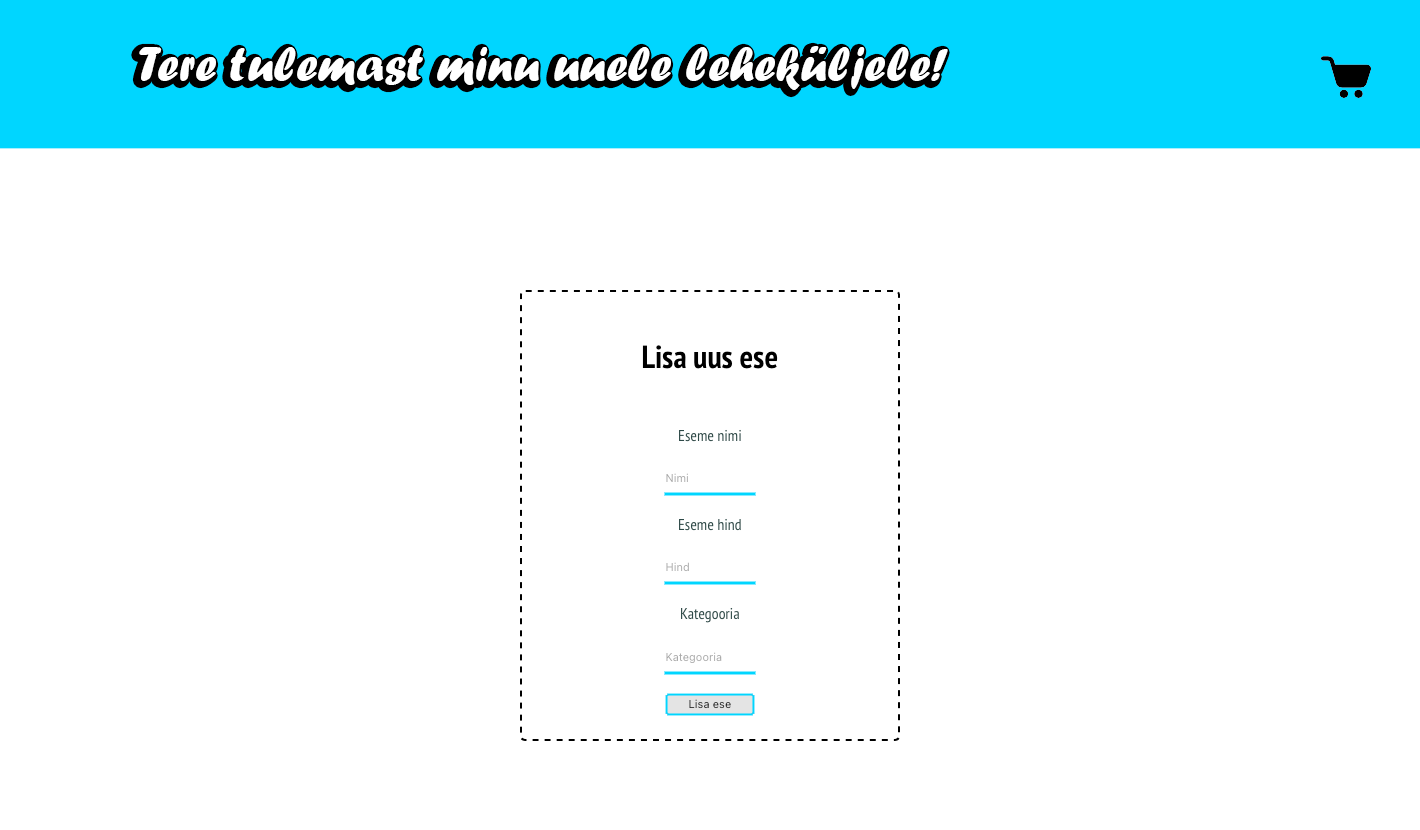 Tere tulemast minu uuele leheküljele!
Lisa uus ese
Eseme nimi
Nimi
Eseme hind
Hind
Kategooria
Kategooria
Lisa ese